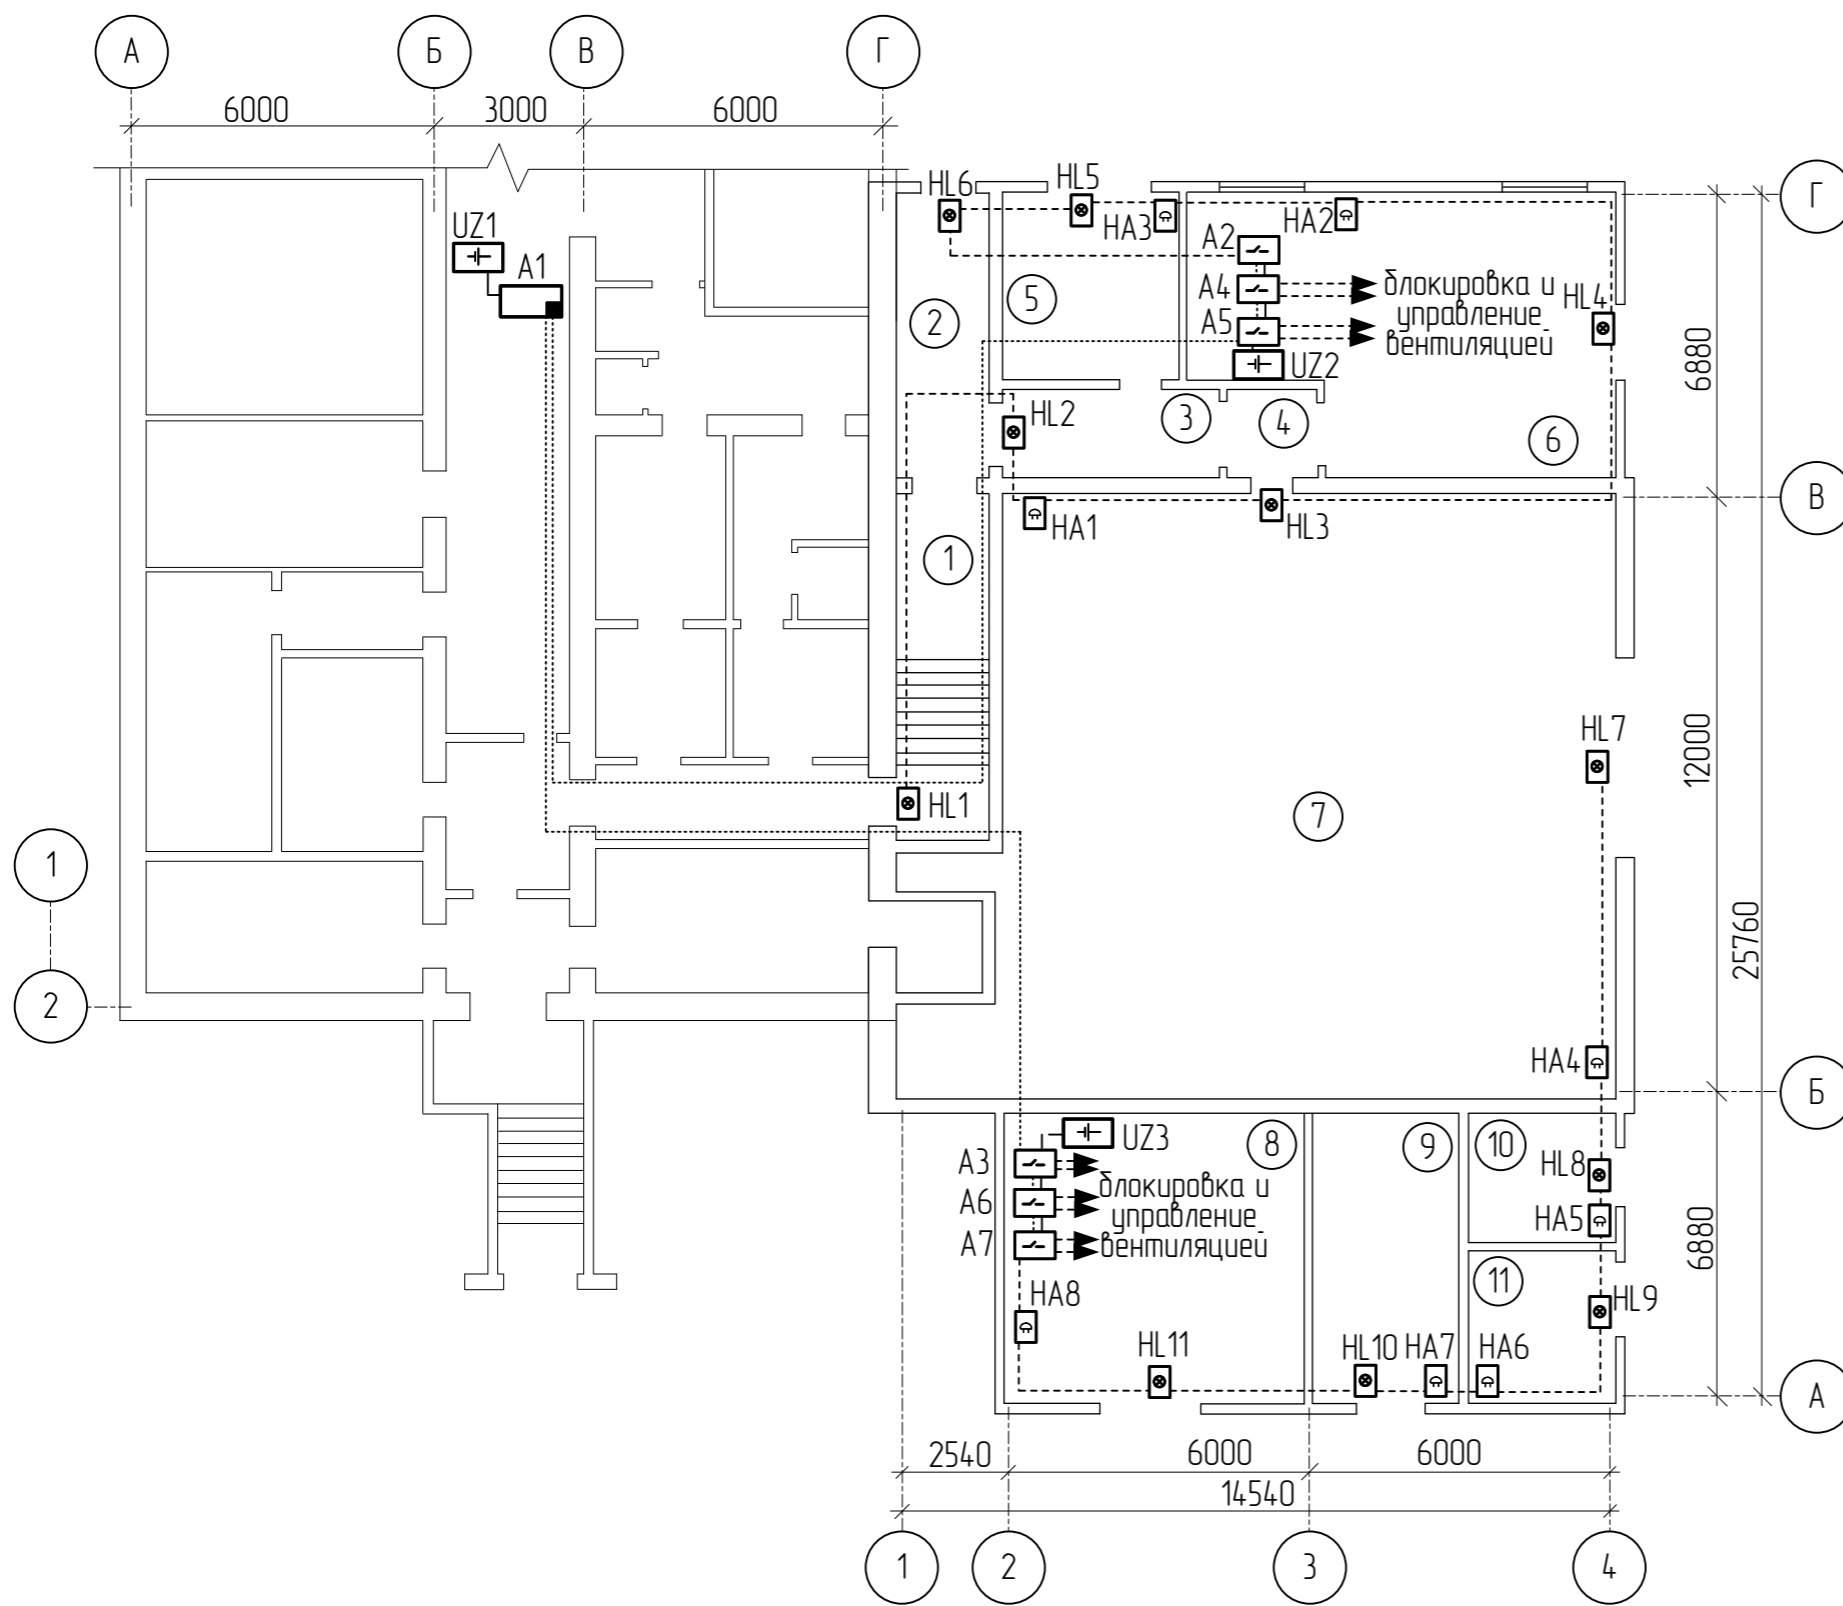 А Б В Г
6000 3000 6000
UZ1
A1
HL6 HL5
HA3 A2 HA2
Г
A4 блокировка и
HL4
управление
A5 вентиляцией
UZ2
2 5
6880
HL2 3 4 6
HA1 HL3
В
1
12000
HL7
HL1
7
1
25760
2
HA4
Б
UZ3 8 9 10
A3 HL8
A6 блокировка и
управление
HA5
A7 вентиляцией
6880
11
HA8 HL9
HL11 HL10 HA7 HA6
А
2540 6000 6000
14540
1 2 3 4